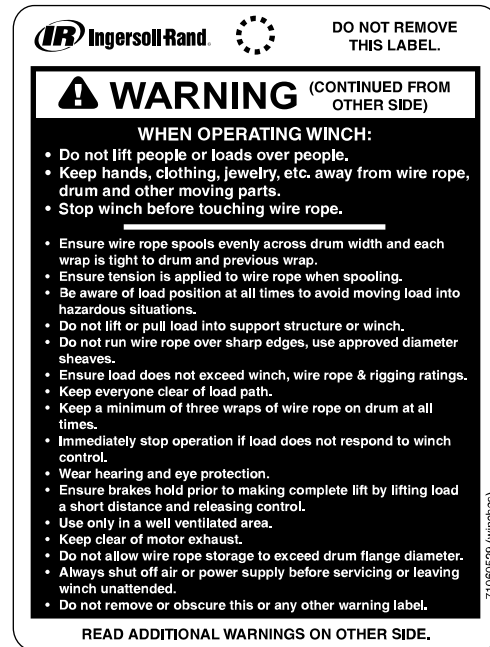 IR Ingersoll-Rand®
DO NOT REMOVE
THIS LABEL.
WARNING (CONTINUED FROM
OTHER SIDE)
WHEN OPERATING WINCH:
• Do not lift people or loads over people.
• Keep hands, clothing, jewelry, etc. away from wire rope,
drum and other moving parts.
• Stop winch before touching wire rope.
• Ensure wire rope spools evenly across drum width and each
wrap is tight to drum and previous wrap.
• Ensure tension is applied to wire rope when spooling.
• Be aware of load position at all times to avoid moving load into
hazardous situations.
• Do not lift or pull load into support structure or winch.
• Do not run wire rope over sharp edges, use approved diameter
sheaves.
• Ensure load does not exceed winch, wire rope & rigging ratings.
• Keep everyone clear of load path.
• Keep a minimum of three wraps of wire rope on drum at all
times.
• Immediately stop operation if load does not respond to winch
control.
• Wear hearing and eye protection.
• Ensure brakes hold prior to making complete lift by lifting load
a short distance and releasing control.
• Use only in a well ventilated area.
• Keep clear of motor exhaust.
• Do not allow wire rope storage to exceed drum flange diameter.
• Always shut off air or power supply before servicing or leaving
winch unattended.
• Do not remove or obscure this or any other warning label.
READ ADDITIONAL WARNINGS ON OTHER SIDE.